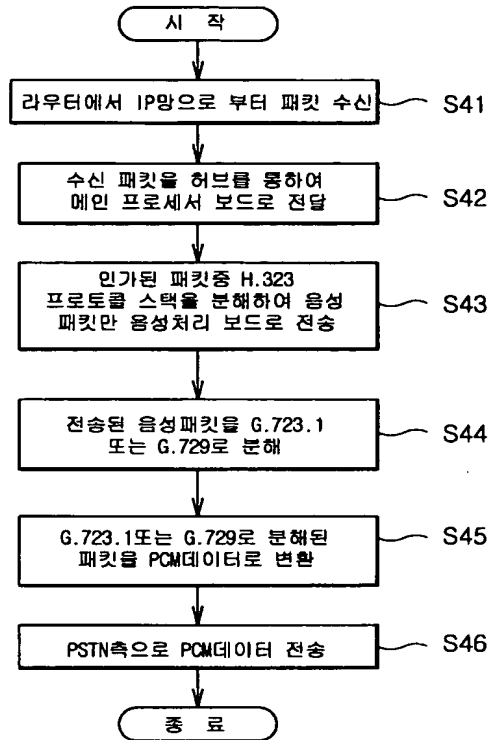 시 작
라우터에서 IP망으로 부터 패킷 수신
S41
수신 패킷을 허브를 통하여
메인 프로세서 보드로 전달
S42
인가된 패킷중 H.323
프로토콜 스택을 분해하여 음성
패킷만 음성처리 보드로 전송
S43
전송된 음성패킷을 G.723.1
또는 G.729로 분해
S44
G.723.1또는 G.729로 분해된
패킷을 PCM데이터로 변환
S45
PSTN측으로 PCM데이터 전송
S46
종 료